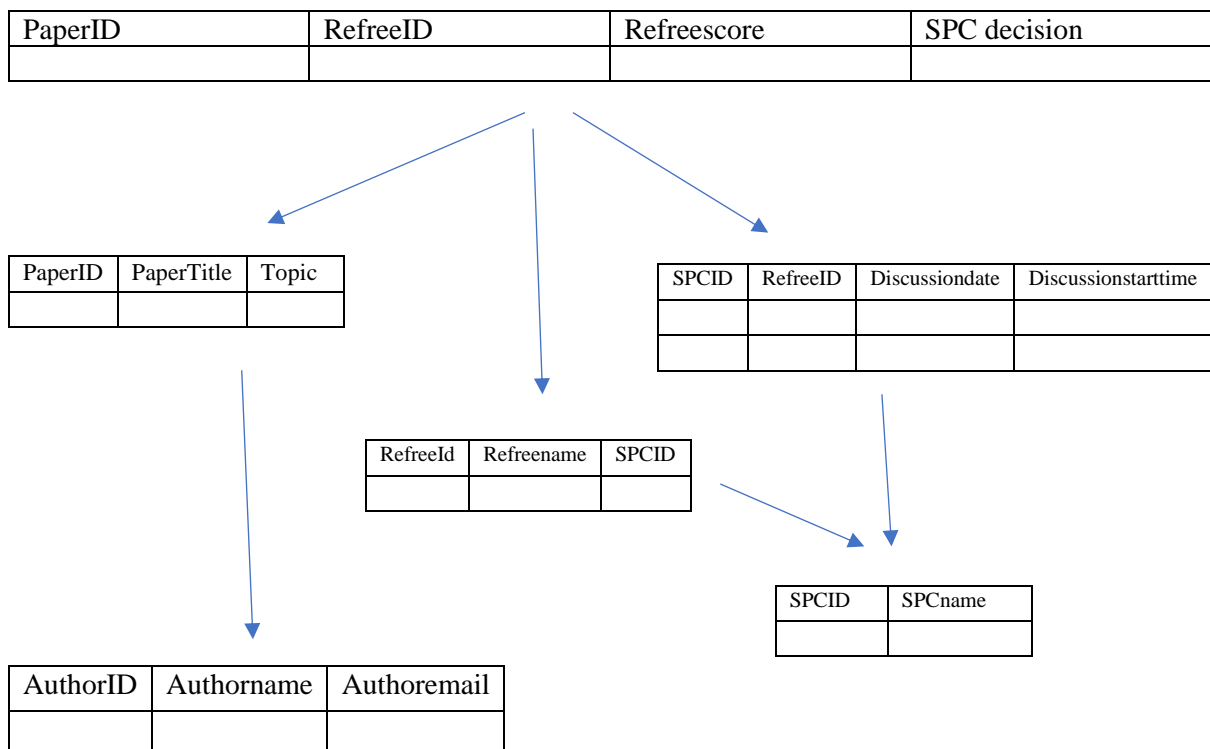 PaperID RefreeID Refreescore SPC decision
PaperID PaperTitle Topic
SPCID RefreeID Discussiondate Discussionstarttime
RefreeId Refreename SPCID
SPCID SPCname
AuthorID Authorname Authoremail